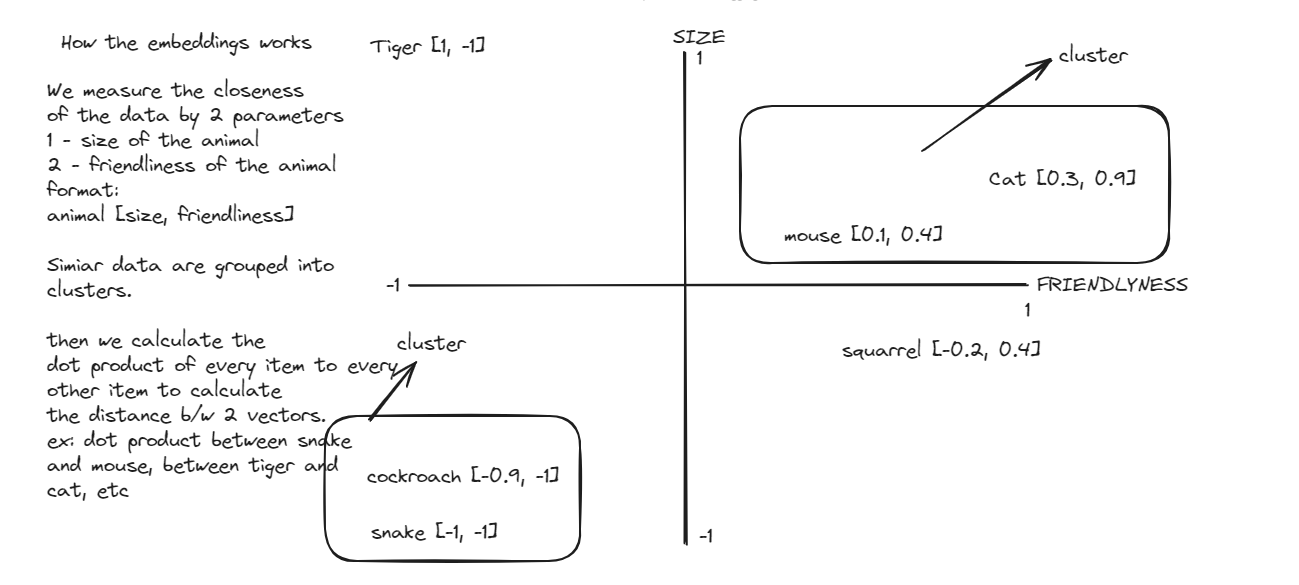 How the embeddings works
We measure the closeness
of the data by 2 parameters
1 - size of the animal
2 - friendliness of the animal
format:
animal [size, friendliness]
Simiar data are grouped into
clusters.
then we calculate the
dot product of every item to every
other item to calculate
the distance b/w 2 vectors.
ex: dot product between snake
and mouse, between tiger and
cat, etc
Tiger [1, -1]
SIZE
1
cluster
Cat [0.3, 0.9]
mouse [0.1, 0.4]
-1
FRIENDLYNESS
1
squarrel [-0.2, 0.4]
cluster
cockroach [-0.9, -1]
snake [-1, -1]
-1